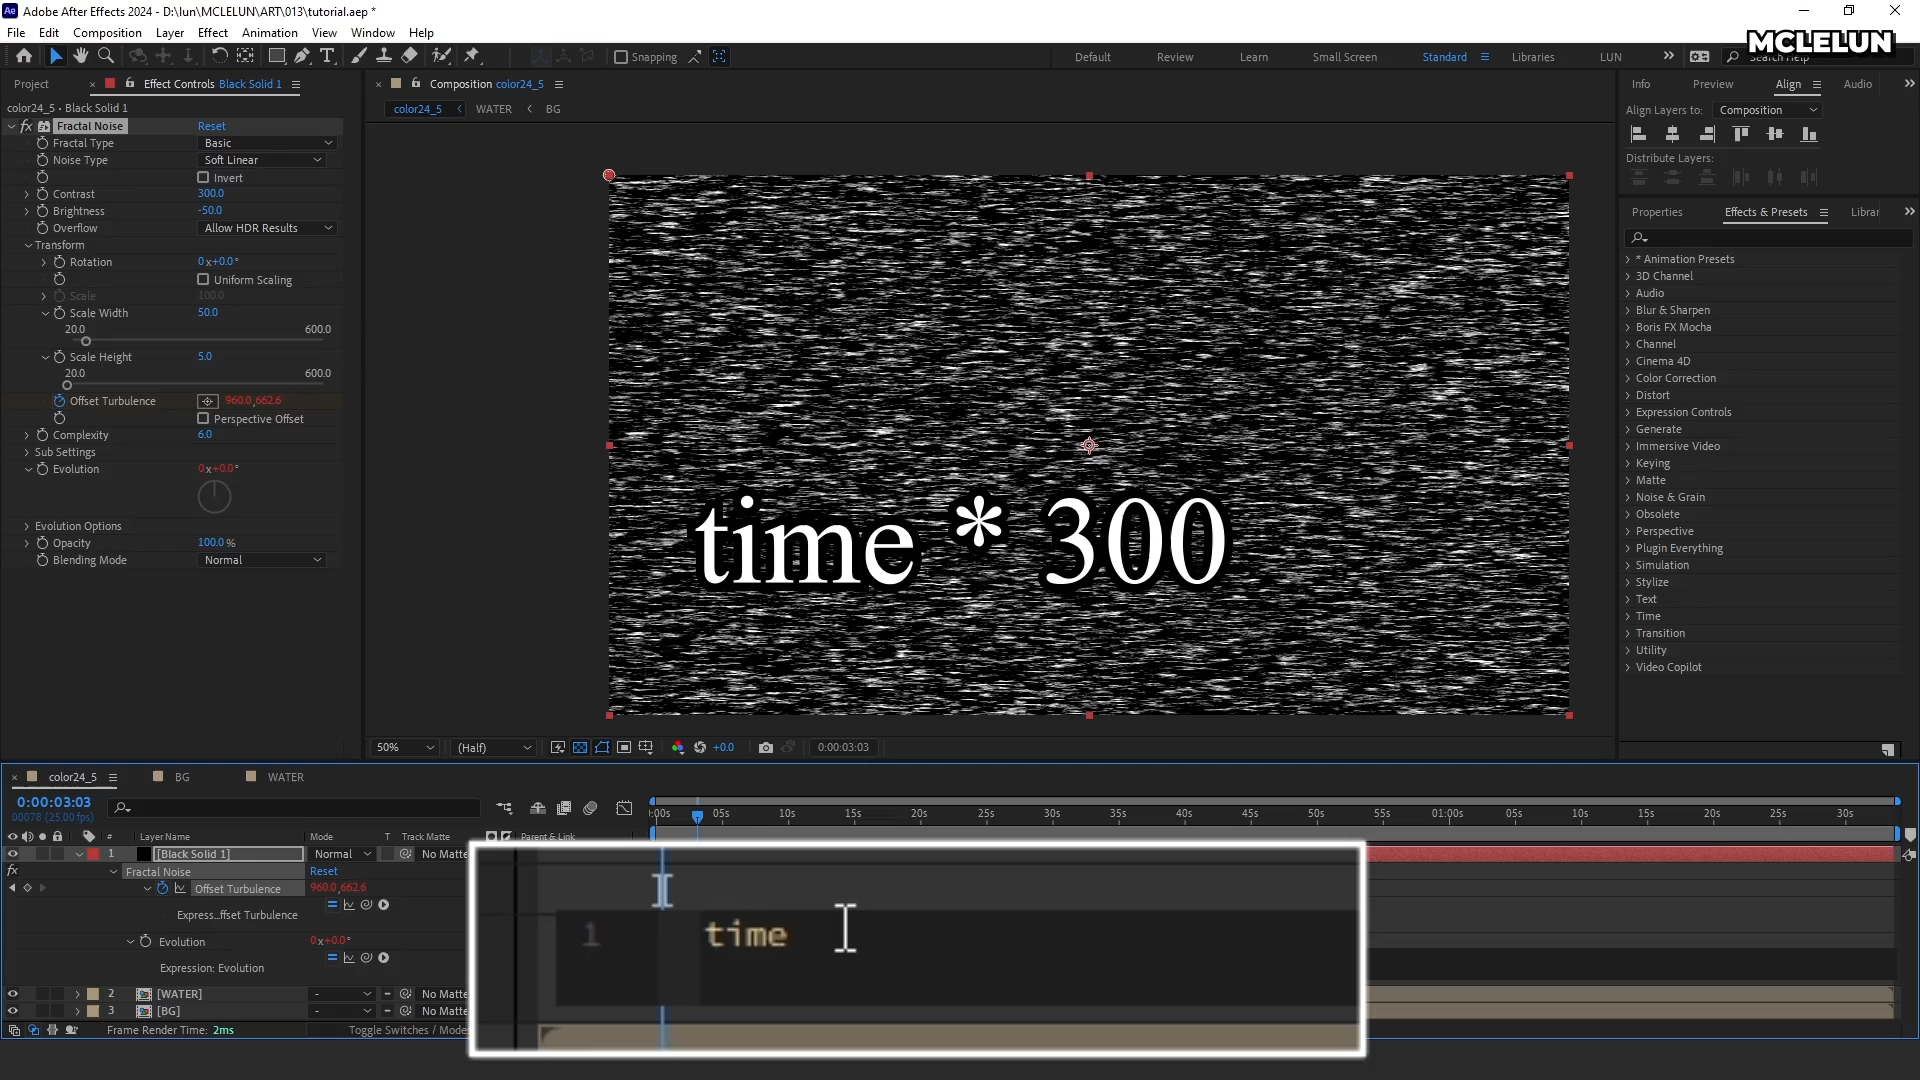 Adobe After Effects 2024 - D:\lun\MCLELUN\ART\013\tutorial.aep *
File Edit Composition Layer Effect Animation View Window Help
Snapping Default Review Learn Small Screen Standard Libraries LUN Search Help
MCLELUN
Project Effect Controls Black Solid 1
color24_5 • Black Solid 1
fx Fractal Noise Reset
Fractal Type Basic
Noise Type Soft Linear
Invert
Contrast 300.0
Brightness -50.0
Overflow Allow HDR Results
Transform
Rotation 0x+0.0°
Uniform Scaling
Scale 100.0
Scale Width 50.0
20.0 600.0
Scale Height 5.0
20.0 600.0
Offset Turbulence 960.0,662.6
Perspective Offset
Complexity 6.0
Sub Settings
Evolution 0x+0.0°
Evolution Options
Opacity 100.0 %
Blending Mode Normal
Composition color24_5
color24_5 WATER BG
time * 300
50% (Half) +0.0 0:00:03:03
Info Preview Align Audio
Align Layers to: Composition
Distribute Layers:
Properties Effects & Presets Librar
* Animation Presets
3D Channel
Audio
Blur & Sharpen
Boris FX Mocha
Channel
Cinema 4D
Color Correction
Distort
Expression Controls
Generate
Immersive Video
Keying
Matte
Noise & Grain
Obsolete
Perspective
Plugin Everything
Simulation
Stylize
Text
Time
Transition
Utility
Video Copilot
color24_5 BG WATER
0:00:03:03
00078 (25.00 fps)
:00s 05s 10s 15s 20s 25s 30s 35s 40s 45s 50s 55s 01:00s 05s 10s 15s 20s 25s 30s
# Layer Name Mode T Track Matte Parent & Link
1 [Black Solid 1] Normal No Matte
fx Fractal Noise Reset
Offset Turbulence 960.0,662.6
Express...ffset Turbulence
Evolution 0x+0.0°
Expression: Evolution
2 [WATER] - No Matte
3 [BG] - No Matte
Frame Render Time: 2ms Toggle Switches / Modes
1 time